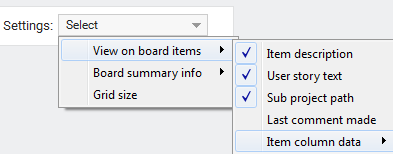 Settings: Select
View on board items
Board summary info
Grid size
Item description
User story text
Sub project path
Last comment made
Item column data